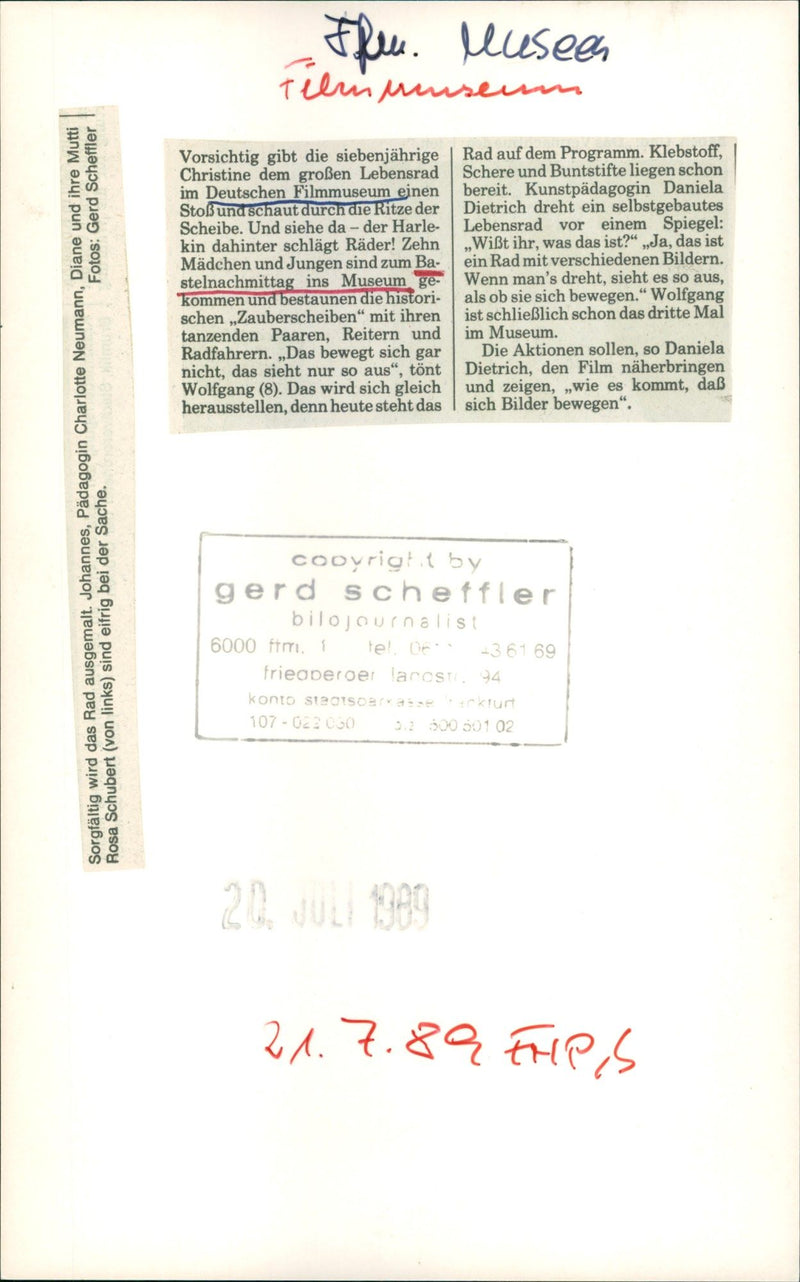 Ffm. Museen
Filmmuseum
Vorsichtig gibt die siebenjährige
Christine dem großen Lebensrad
im Deutschen Filmmuseum einen
Stoß und schaut durch die Ritze der
Scheibe. Und siehe da – der Harle-
kin dahinter schlägt Räder! Zehn
Mädchen und Jungen sind zum Ba-
stelnachmittag ins Museum ge-
kommen und bestaunen die histori-
schen „Zauberscheiben“ mit ihren
tanzenden Paaren, Reitern und
Radfahrern. „Das bewegt sich gar
nicht, das sieht nur so aus“, tönt
Wolfgang (8). Das wird sich gleich
herausstellen, denn heute steht das
Rad auf dem Programm. Klebstoff,
Schere und Buntstifte liegen schon
bereit. Kunstpädagogin Daniela
Dietrich dreht ein selbstgebautes
Lebensrad vor einem Spiegel:
„Wißt ihr, was das ist?“ „Ja, das ist
ein Rad mit verschiedenen Bildern.
Wenn man’s dreht, sieht es so aus,
als ob sie sich bewegen.“ Wolfgang
ist schließlich schon das dritte Mal
im Museum.
Die Aktionen sollen, so Daniela
Dietrich, den Film näherbringen
und zeigen, „wie es kommt, daß
sich Bilder bewegen“.
Sorgfältig wird das Rad ausgemalt. Johannes, Pädagogin Charlotte Neumann, Diane und ihre Mutti
Rosa Schubert (von links) sind eifrig bei der Sache. Fotos: Gerd Scheffler
copyright by
gerd scheffler
bildjournalist
6000 ffm. 1 tel. 43 61 69
friedberger landstr. 94
konto stadtsparkasse frankfurt
107 - 500 501 02
20. JULI 1989
21. 7. 89 FNP,S